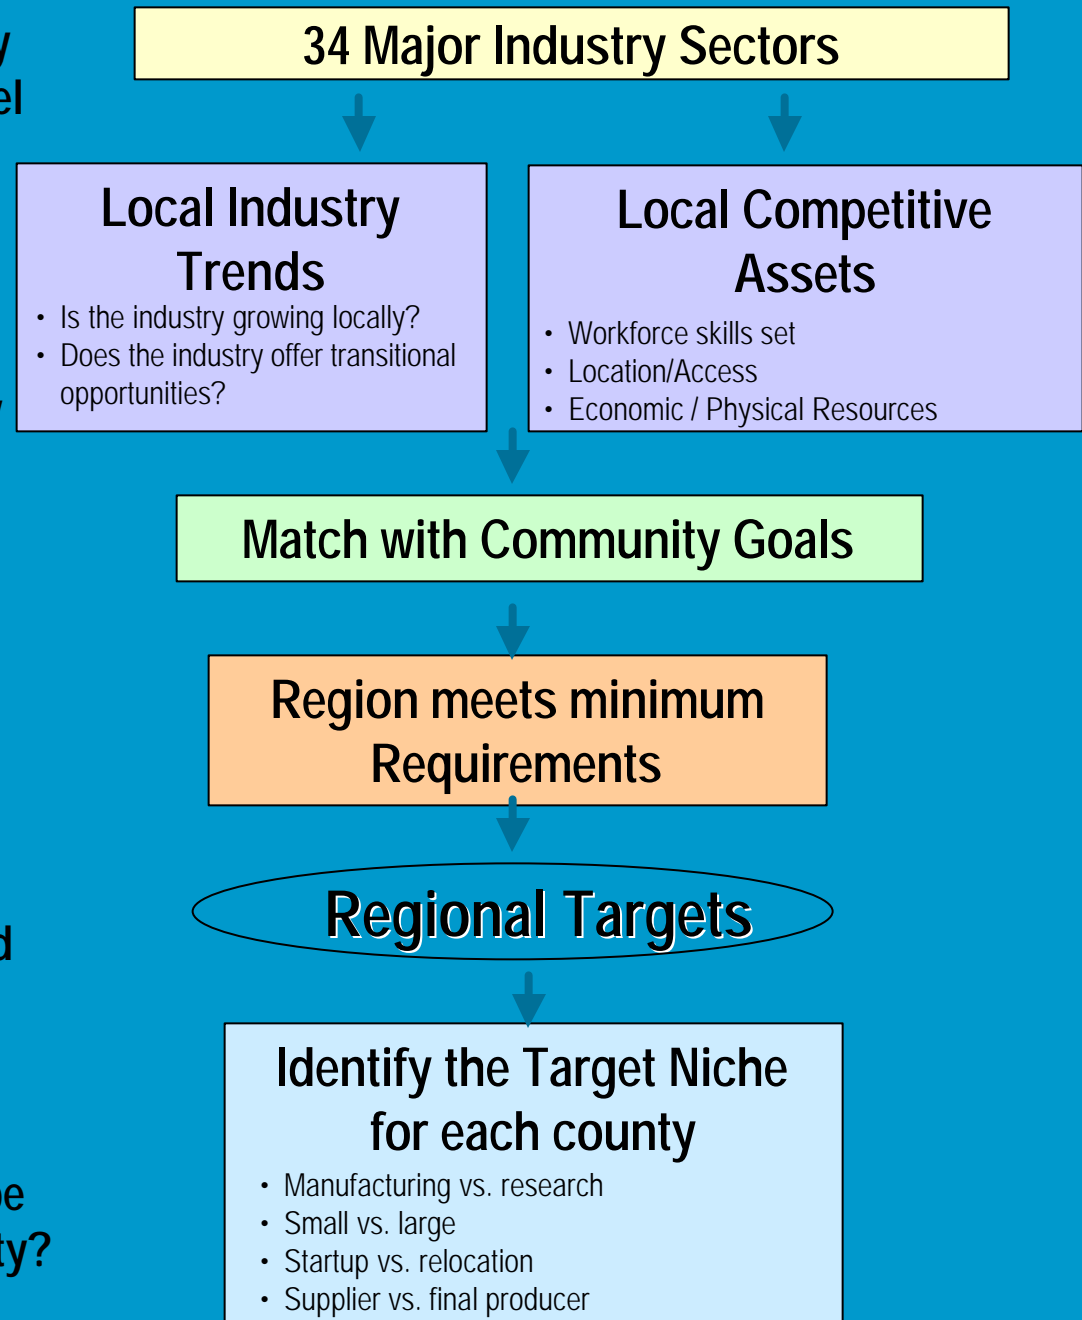 34 Major Industry Sectors
Local Industry
Trends
• Is the industry growing locally?
• Does the industry offer transitional
opportunities?
Local Competitive
Assets
• Workforce skills set
• Location/Access
• Economic / Physical Resources
Match with Community Goals
Region meets minimum
Requirements
Regional Targets
Identify the Target Niche
for each county
• Manufacturing vs. research
• Small vs. large
• Startup vs. relocation
• Supplier vs. final producer